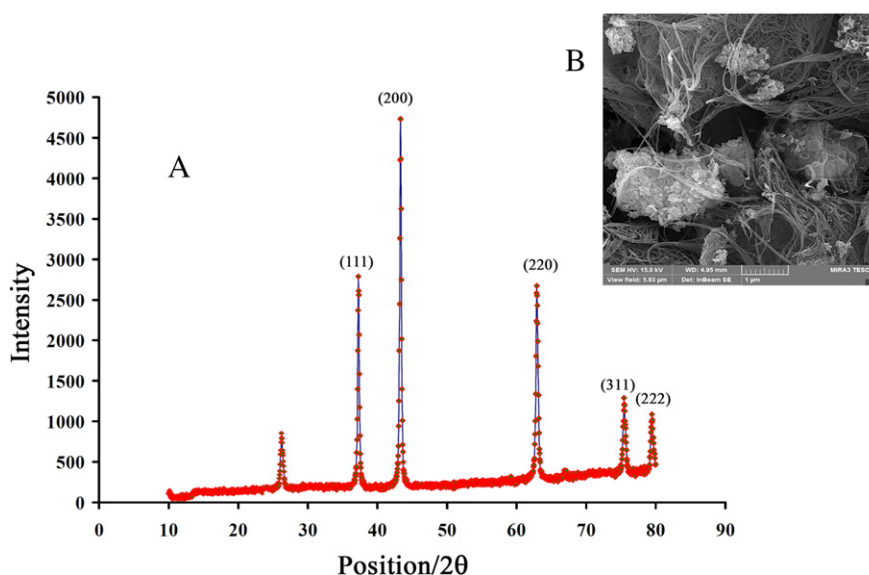 B
5000
(200)
4500
A
4000
3500
3000
(111)
(220)
2500
2000
1500
(311)
(222)
1000
500
0
Intensity
0 10 20 30 40 50 60 70 80 90
Position/2θ
SEM HV: 15.0 kV WD: 4.95 mm MIRA3 TESC
View field: 5.93 µm Det: InBeam SE 1 µm